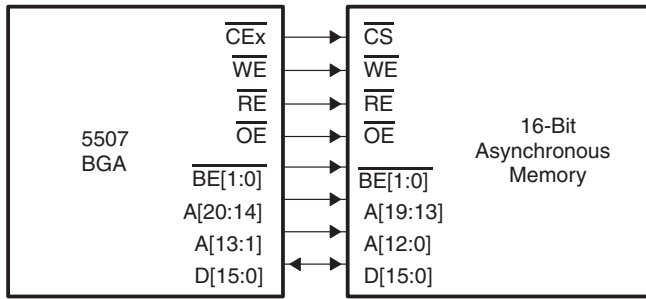 CEx
WE
RE
OE
BE[1:0]
A[20:14]
A[13:1]
D[15:0]
5507
BGA
CS
WE
RE
OE
BE[1:0]
A[19:13]
A[12:0]
D[15:0]
16-Bit
Asynchronous
Memory